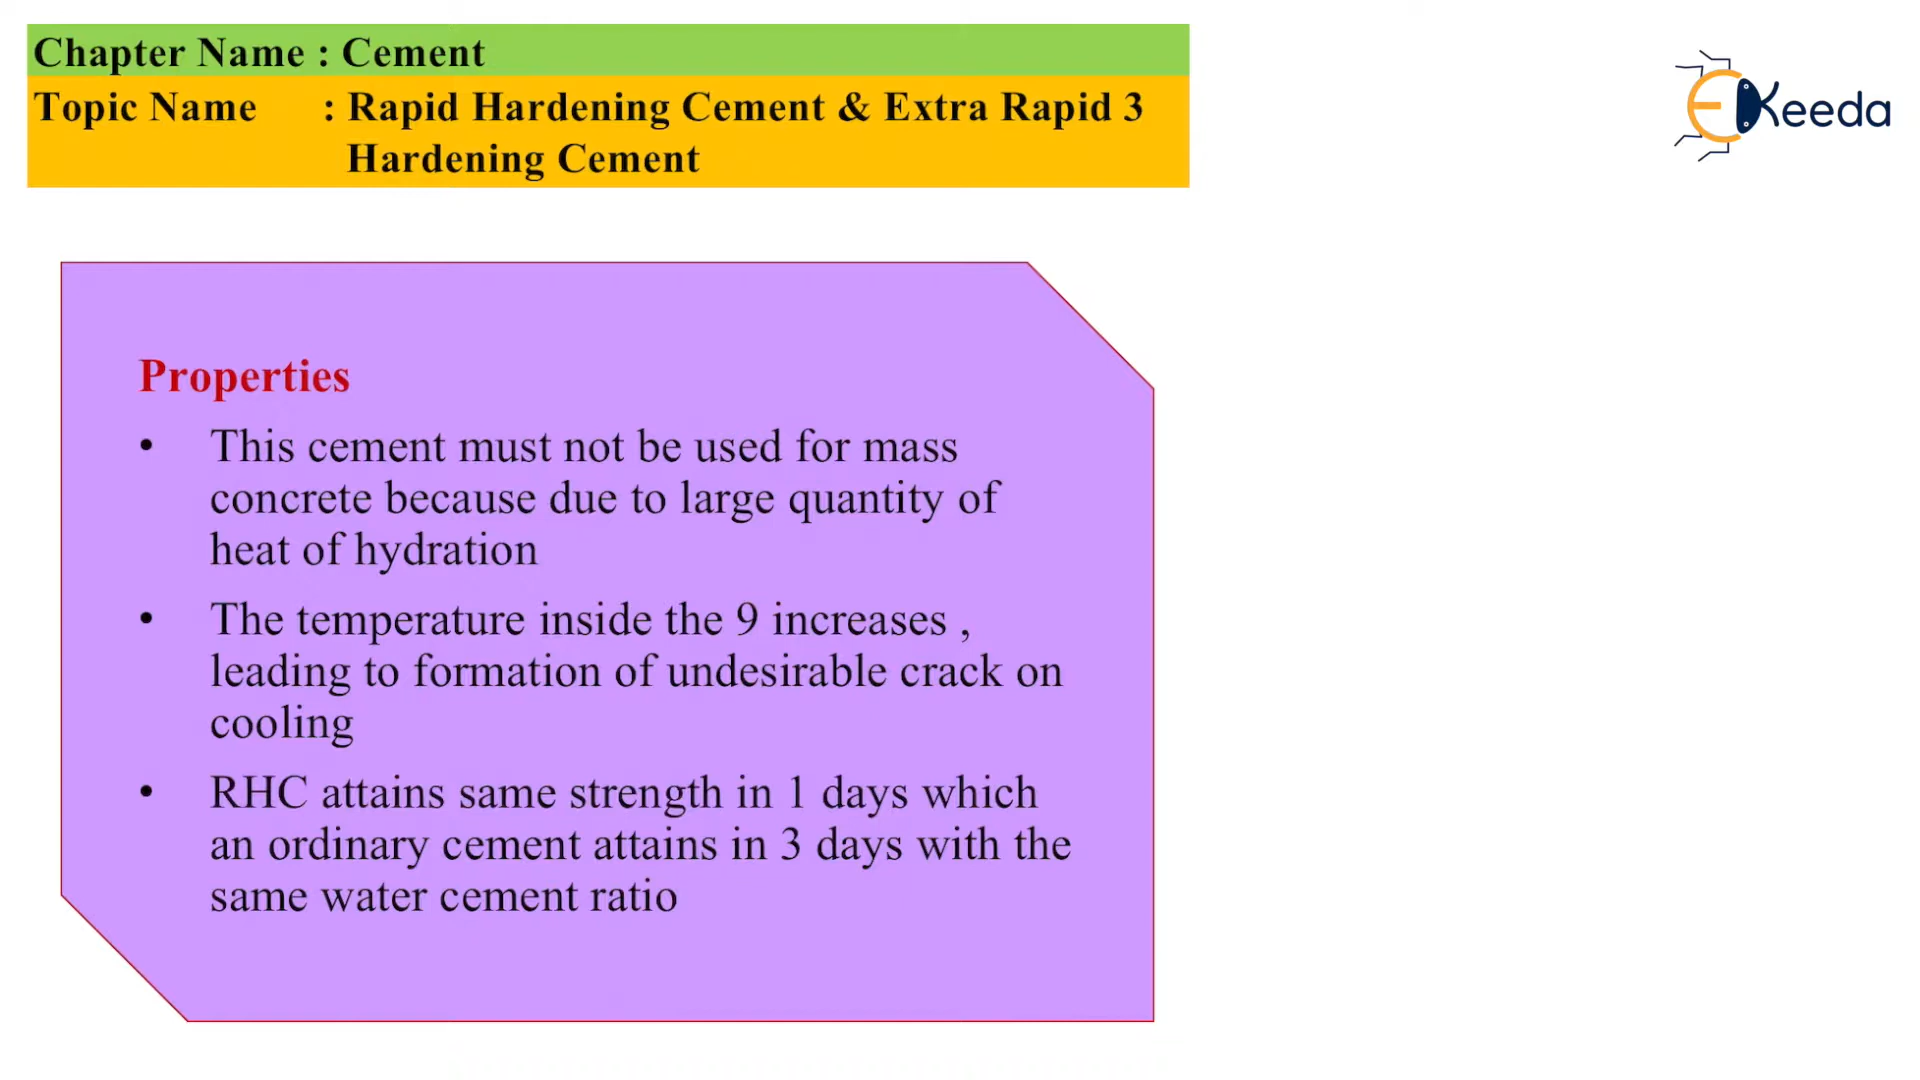 Chapter Name : Cement
Topic Name : Rapid Hardening Cement & Extra Rapid 3
Hardening Cement
EKeeda
Properties
• This cement must not be used for mass
concrete because due to large quantity of
heat of hydration
• The temperature inside the 9 increases ,
leading to formation of undesirable crack on
cooling
• RHC attains same strength in 1 days which
an ordinary cement attains in 3 days with the
same water cement ratio